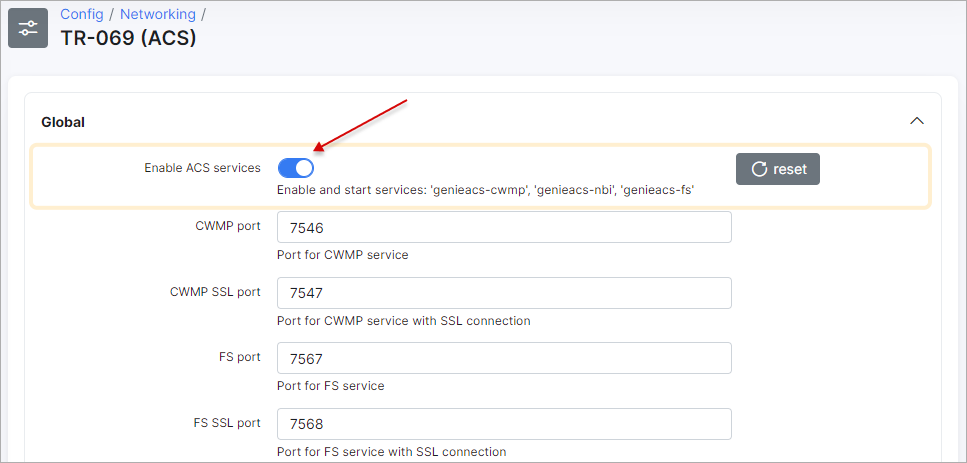 Config / Networking /
TR-069 (ACS)
Global
Enable ACS services
reset
Enable and start services: 'genieacs-cwmp', 'genieacs-nbi', 'genieacs-fs'
CWMP port
7546
Port for CWMP service
CWMP SSL port
7547
Port for CWMP service with SSL connection
FS port
7567
Port for FS service
FS SSL port
7568
Port for FS service with SSL connection